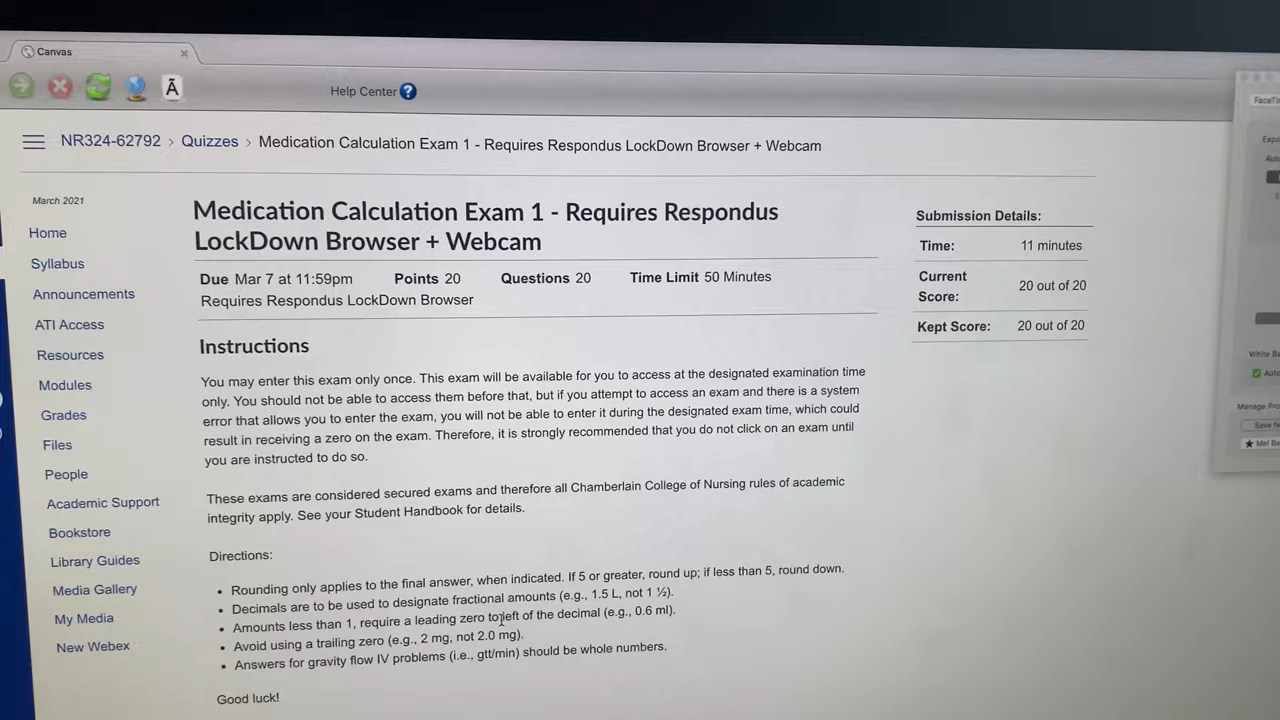 Canvas
Help Center ?
NR324-62792 > Quizzes > Medication Calculation Exam 1 - Requires Respondus LockDown Browser + Webcam
March 2021
Home
Syllabus
Announcements
ATI Access
Resources
Modules
Grades
Files
People
Academic Support
Bookstore
Library Guides
Media Gallery
My Media
New Webex
Medication Calculation Exam 1 - Requires Respondus
LockDown Browser + Webcam
Due Mar 7 at 11:59pm Points 20 Questions 20 Time Limit 50 Minutes
Requires Respondus LockDown Browser
Instructions
You may enter this exam only once. This exam will be available for you to access at the designated examination time
only. You should not be able to access them before that, but if you attempt to access an exam and there is a system
error that allows you to enter the exam, you will not be able to enter it during the designated exam time, which could
result in receiving a zero on the exam. Therefore, it is strongly recommended that you do not click on an exam until
you are instructed to do so.
These exams are considered secured exams and therefore all Chamberlain College of Nursing rules of academic
integrity apply. See your Student Handbook for details.
Directions:
• Rounding only applies to the final answer, when indicated. If 5 or greater, round up; if less than 5, round down.
• Decimals are to be used to designate fractional amounts (e.g., 1.5 L, not 1 ½).
• Amounts less than 1, require a leading zero to left of the decimal (e.g., 0.6 ml).
• Avoid using a trailing zero (e.g., 2 mg, not 2.0 mg).
• Answers for gravity flow IV problems (i.e., gtt/min) should be whole numbers.
Good luck!
Submission Details:
Time: 11 minutes
Current
Score: 20 out of 20
Kept Score: 20 out of 20
White Ba
Manage Pro
Save N
★ Mel Ba